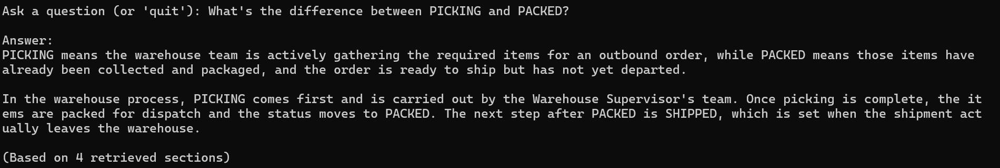 Ask a question (or 'quit'): What's the difference between PICKING and PACKED?
Answer:
PICKING means the warehouse team is actively gathering the required items for an outbound order, while PACKED means those items have
already been collected and packaged, and the order is ready to ship but has not yet departed.
In the warehouse process, PICKING comes first and is carried out by the Warehouse Supervisor's team. Once picking is complete, the it
ems are packed for dispatch and the status moves to PACKED. The next step after PACKED is SHIPPED, which is set when the shipment act
ually leaves the warehouse.
(Based on 4 retrieved sections)